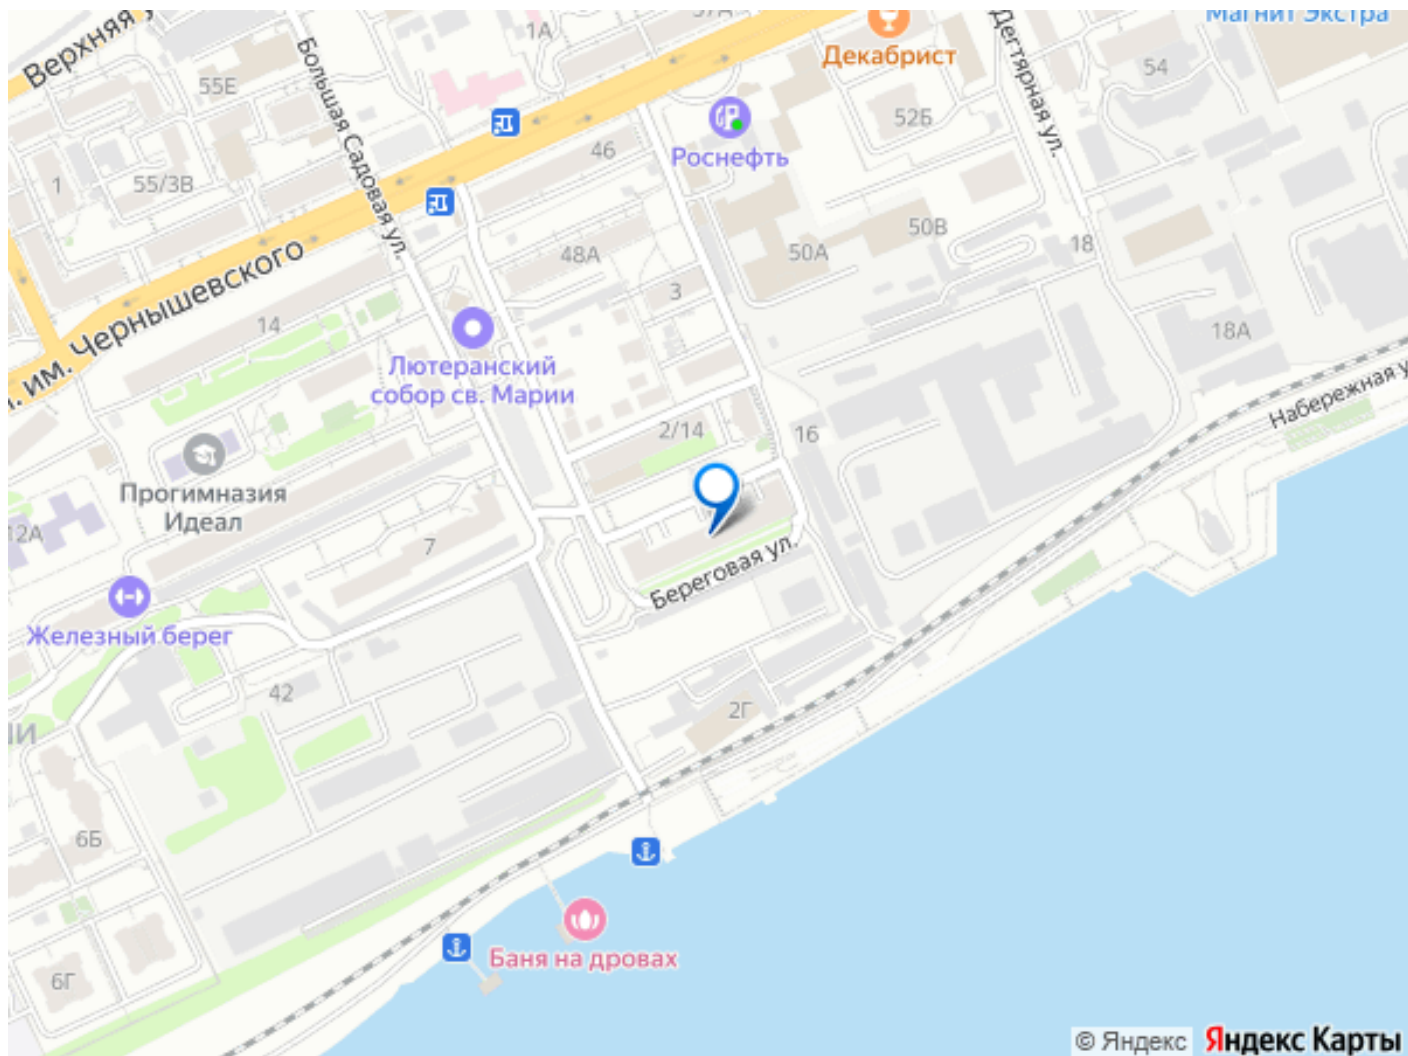 Магнит Экстра
37Д
1А
Верхняя
Декабрист
54
Большая Садовая ул.
Дегтярная ул.
55Е
52Б
46
Роснефть
1
55/3В
50В
18
48А
50А
им. Чернышевского
3
14
18А
Лютеранский
собор св. Марии
Набережная у
2/14
16
Прогимназия
Идеал
12А
7
Береговая ул.
Железный берег
42
2Г
ИИ
6Б
Баня на дровах
6Г
© Яндекс Яндекс Карты